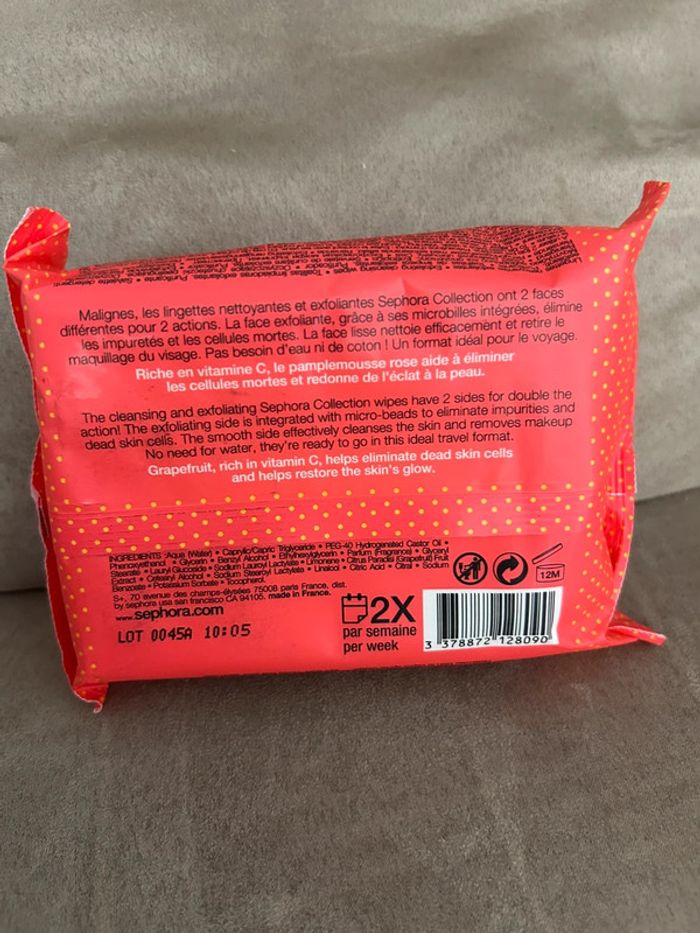 Malignes, les lingettes nettoyantes et exfoliantes Sephora Collection ont 2 faces
différentes pour 2 actions. La face exfoliante, grâce à ses microbilles intégrées, élimine
les impuretés et les cellules mortes. La face lisse nettoie efficacement et retire le
maquillage du visage. Pas besoin d'eau ni de coton ! Un format idéal pour le voyage.
Riche en vitamine C, le pamplemousse rose aide à éliminer
les cellules mortes et redonne de l'éclat à la peau.
The cleansing and exfoliating Sephora Collection wipes have 2 sides for double the
action! The exfoliating side is integrated with micro-beads to eliminate impurities and
dead skin cells. The smooth side effectively cleanses the skin and removes makeup
No need for water, they're ready to go in this ideal travel format.
Grapefruit, rich in vitamin C, helps eliminate dead skin cells
and helps restore the skin's glow.
INGREDIENTS : Aqua (Water) • Caprylic/Capric Triglyceride • PEG-40 Hydrogenated Castor Oil •
Phenoxyethanol • Glycerin • Benzyl Alcohol • Ethylhexylglycerin • Parfum (Fragrance) • Glyceryl
Stearate • Lauryl Glucoside • Sodium Lauroyl Lactylate • Limonene • Citrus Paradisi (Grapefruit) Fruit
Extract • Cetearyl Alcohol • Sodium Stearoyl Lactylate • Linalool • Citric Acid • Citral • Sodium
Benzoate • Potassium Sorbate • Tocopherol.
S+, 70 avenue des champs-élysées 75008 paris France. dist.
by sephora usa san francisco CA 94105. made in France.
www.sephora.com
LOT 0045A 10:05
2X
par semaine
per week
12M
3 378872 128090